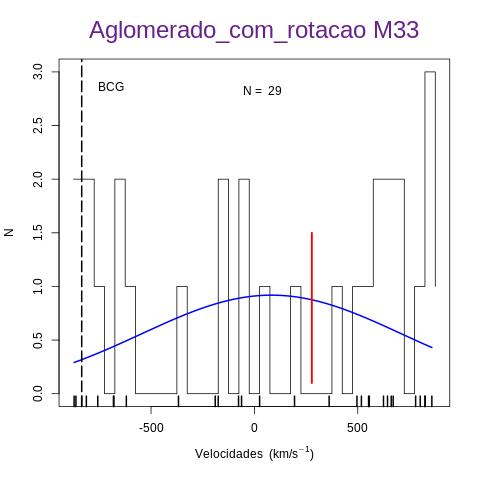 Aglomerado_com_rotacao M33
BCG
N = 29
3.0
2.5
2.0
1.5
1.0
0.5
0.0
N
-500 0 500
Velocidades (km/s⁻¹)